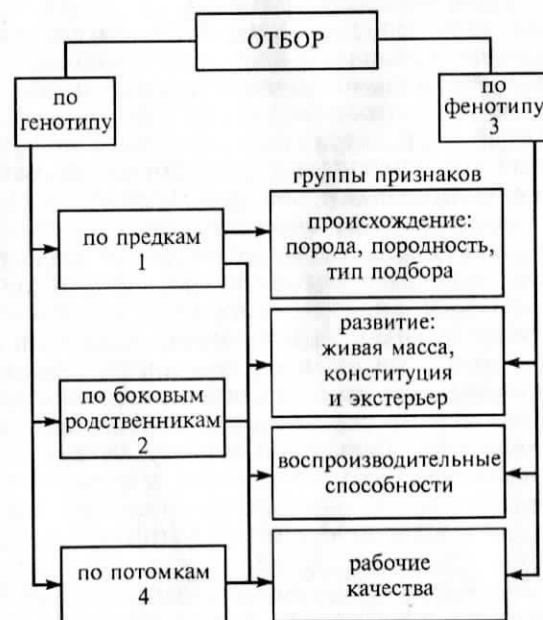 ОТБОР
по
генотипу
по
фенотипу
3
группы признаков
по предкам
1
происхождение:
порода, породность,
тип подбора
развитие:
живая масса,
конституция
и экстерьер
по боковым
родственникам
2
воспроизводительные
способности
по потомкам
4
рабочие
качества